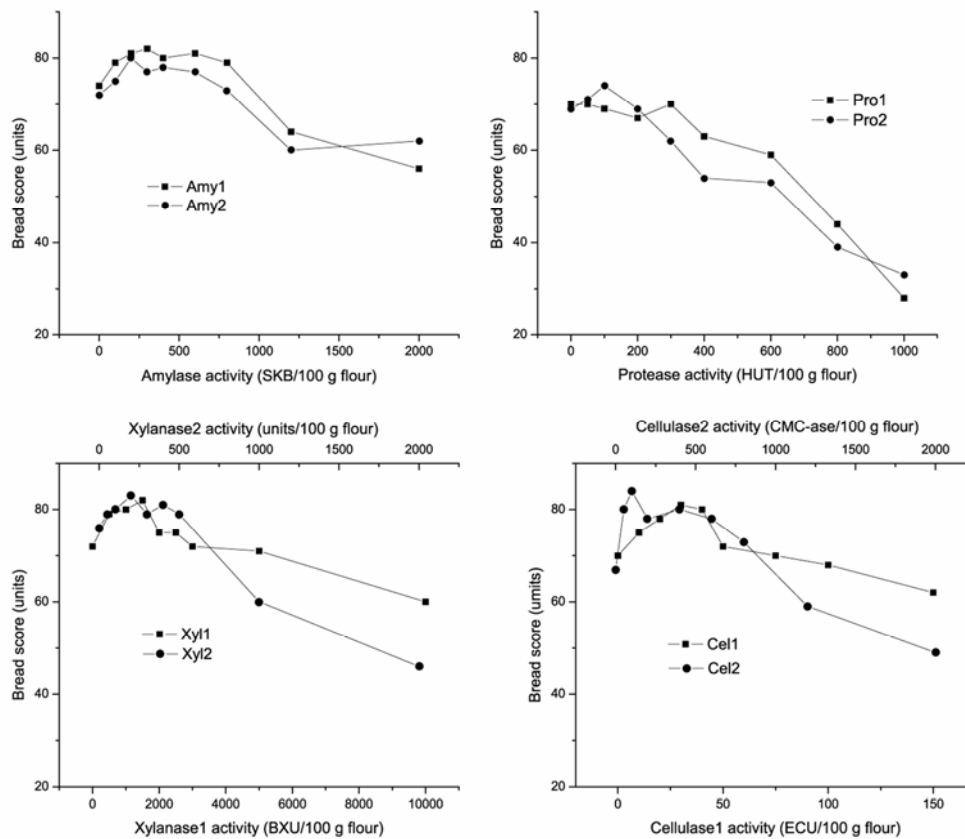 80
60
40
20
Bread score (units)
Amy1
Amy2
0
500
1000
1500
2000
Amylase activity (SKB/100 g flour)
80
60
40
20
Bread score (units)
Pro1
Pro2
0
200
400
600
800
1000
Protease activity (HUT/100 g flour)
Xylanase2 activity (units/100 g flour)
0
500
1000
1500
2000
80
60
40
20
Bread score (units)
Xyl1
Xyl2
0
2000
4000
6000
8000
10000
Xylanase1 activity (BXU/100 g flour)
Cellulase2 activity (CMC-ase/100 g flour)
0
500
1000
1500
2000
80
60
40
20
Bread score (umits)
Cel1
Cel2
0
50
100
150
Cellulase1 activity (ECU/100 g flour)